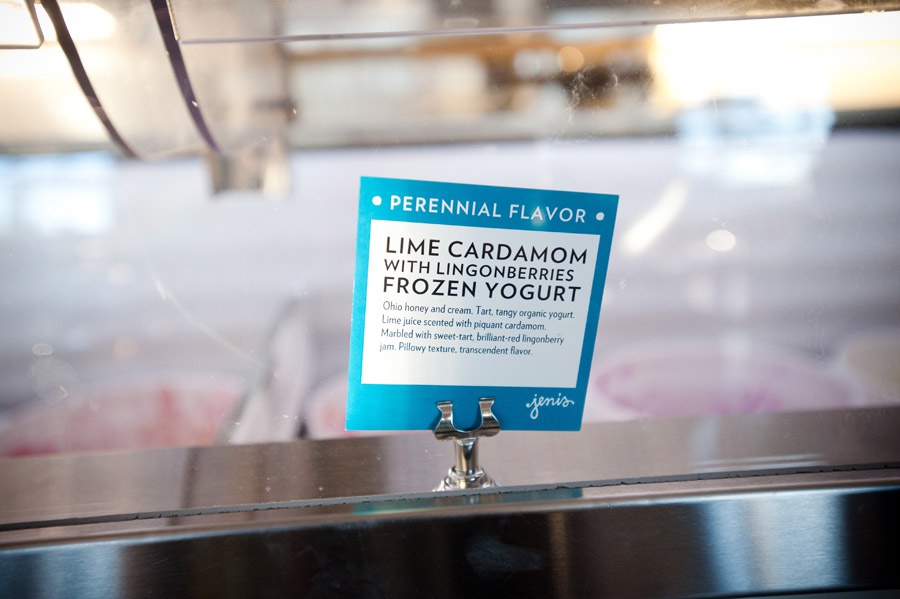 • PERENNIAL FLAVOR •
LIME CARDAMOM
WITH LINGONBERRIES
FROZEN YOGURT
Ohio honey and cream. Tart, tangy organic yogurt.
Lime juice scented with piquant cardamom.
Marbled with sweet-tart, brilliant-red lingonberry
jam. Pillowy texture, transcendent flavor.
jenis